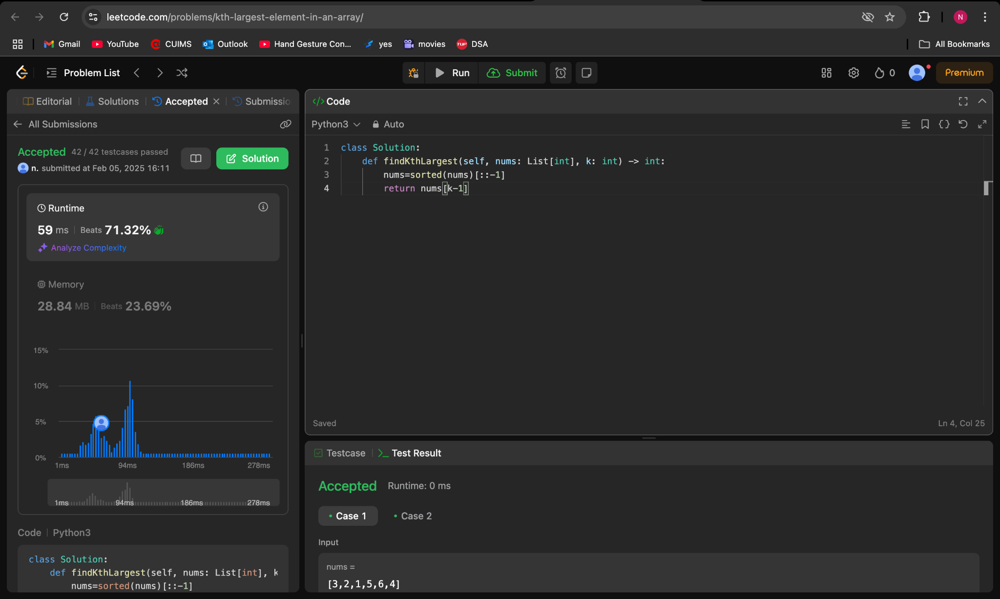 leetcode.com/problems/kth-largest-element-in-an-array/
N
Gmail YouTube CUIMS Outlook Hand Gesture Con... yes movies TUP DSA All Bookmarks
Problem List Run Submit 0 Premium
Editorial Solutions Accepted Submissio
All Submissions
Accepted 42 / 42 testcases passed
n. submitted at Feb 05, 2025 16:11
Solution
Runtime
59 ms Beats 71.32%
Analyze Complexity
Memory
28.84 MB Beats 23.69%
15%
10%
5%
0%
1ms 94ms 186ms 278ms
1ms 94ms 186ms 278ms
Code Python3
class Solution:
def findKthLargest(self, nums: List[int], k
nums=sorted(nums)[::-1]
</> Code
Python3 Auto
1 class Solution:
2 def findKthLargest(self, nums: List[int], k: int) -> int:
3 nums=sorted(nums)[::-1]
4 return nums[k-1]
Saved Ln 4, Col 25
Testcase >_ Test Result
Accepted Runtime: 0 ms
• Case 1 • Case 2
Input
nums =
[3,2,1,5,6,4]